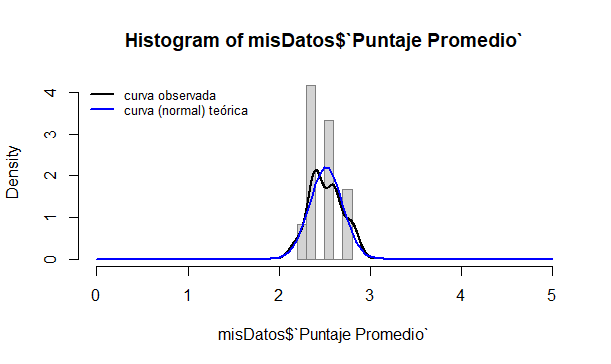 Histogram of misDatos$`Puntaje Promedio`
curva observada
curva (normal) teórica
Density
4
3
2
1
0
0 1 2 3 4 5
misDatos$`Puntaje Promedio`